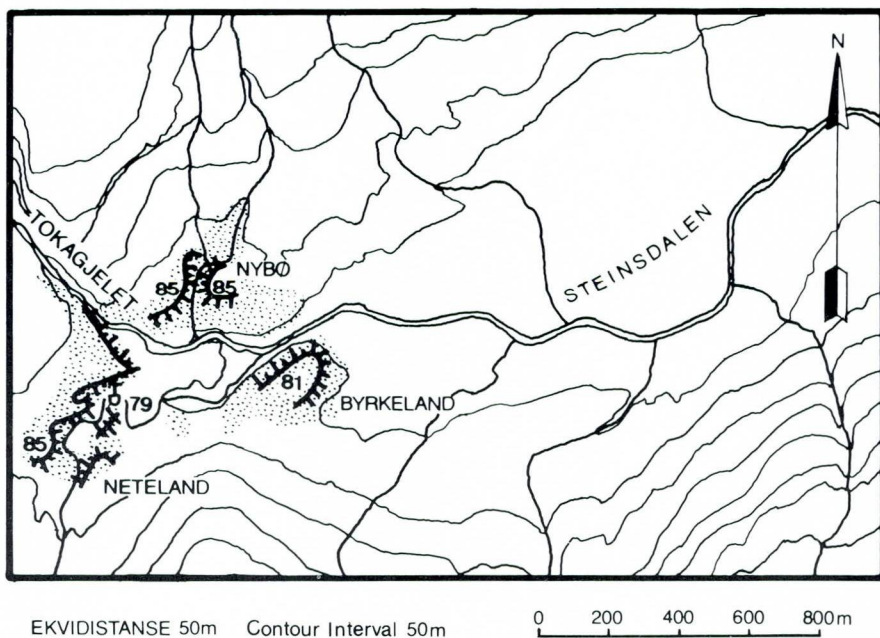 N
TOKAGJELET
STEINSDALEN
NYBØ
85 85
81
79
BYRKELAND
85
NETELAND
EKVIDISTANSE 50m Contour Interval 50m
0 200 400 600 800m